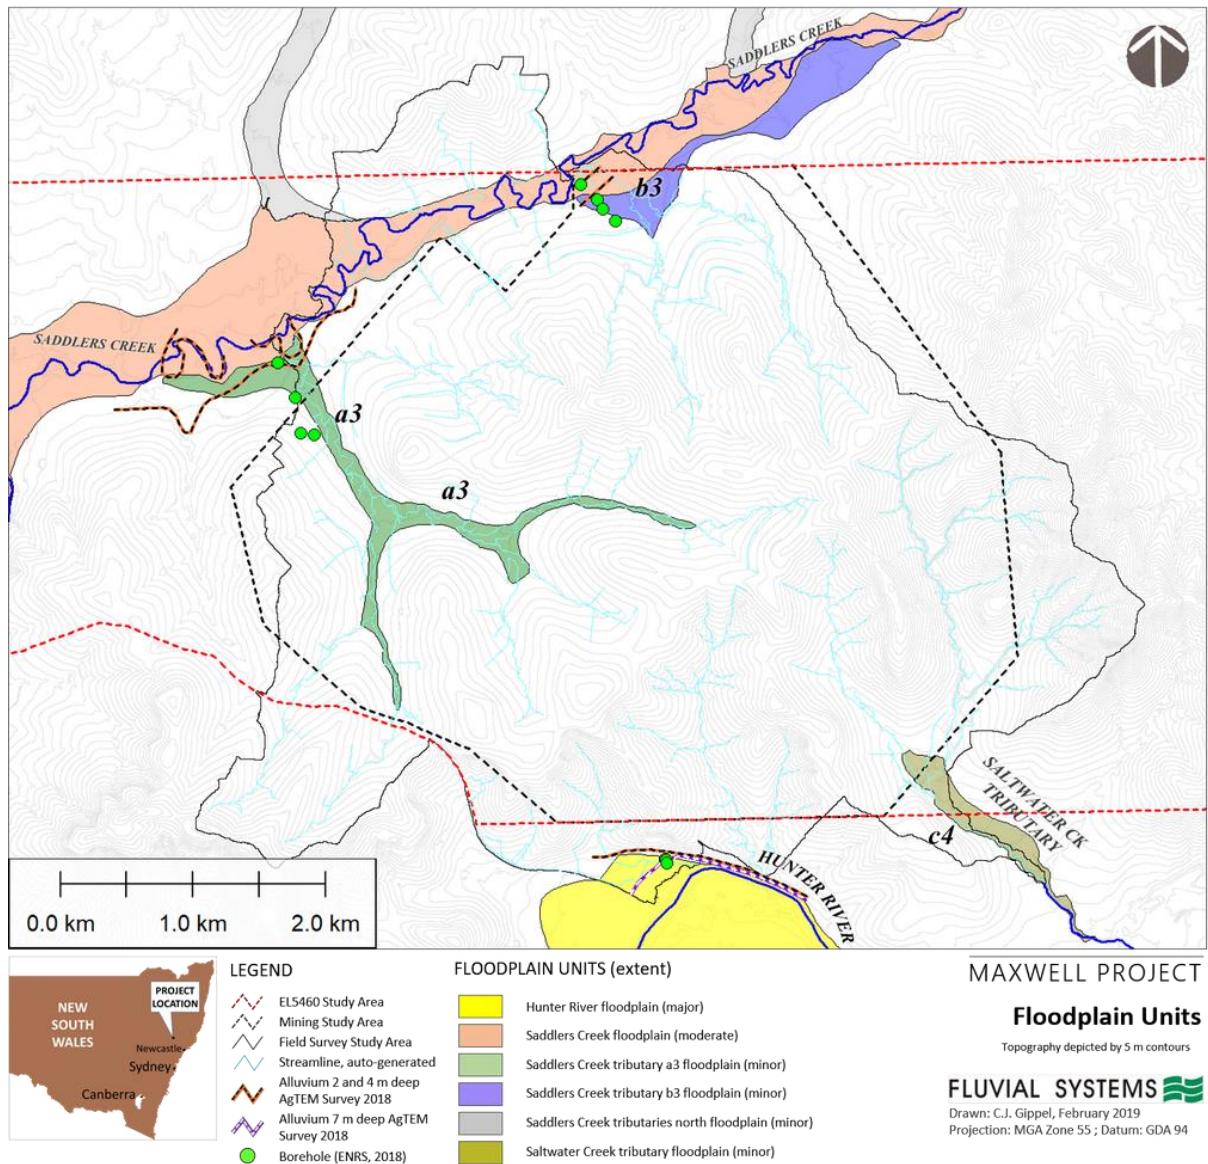 SADDLERS CREEK
b3
SADDLERS CREEK
a3
a3
SALTWATER CK
TRIBUTARY
c4
HUNTER RIVER
0.0 km 1.0 km 2.0 km
NEW
SOUTH
WALES
PROJECT
LOCATION
Newcastle
Sydney
Canberra
LEGEND
EL5460 Study Area
Mining Study Area
Field Survey Study Area
Streamline, auto-generated
Alluvium 2 and 4 m deep
AgTEM Survey 2018
Alluvium 7 m deep AgTEM
Survey 2018
Borehole (ENRS, 2018)
FLOODPLAIN UNITS (extent)
Hunter River floodplain (major)
Saddlers Creek floodplain (moderate)
Saddlers Creek tributary a3 floodplain (minor)
Saddlers Creek tributary b3 floodplain (minor)
Saddlers Creek tributaries north floodplain (minor)
Saltwater Creek tributary floodplain (minor)
MAXWELL PROJECT
Floodplain Units
Topography depicted by 5 m contours
FLUVIAL SYSTEMS
Drawn: C.J. Gippel, February 2019
Projection: MGA Zone 55 ; Datum: GDA 94